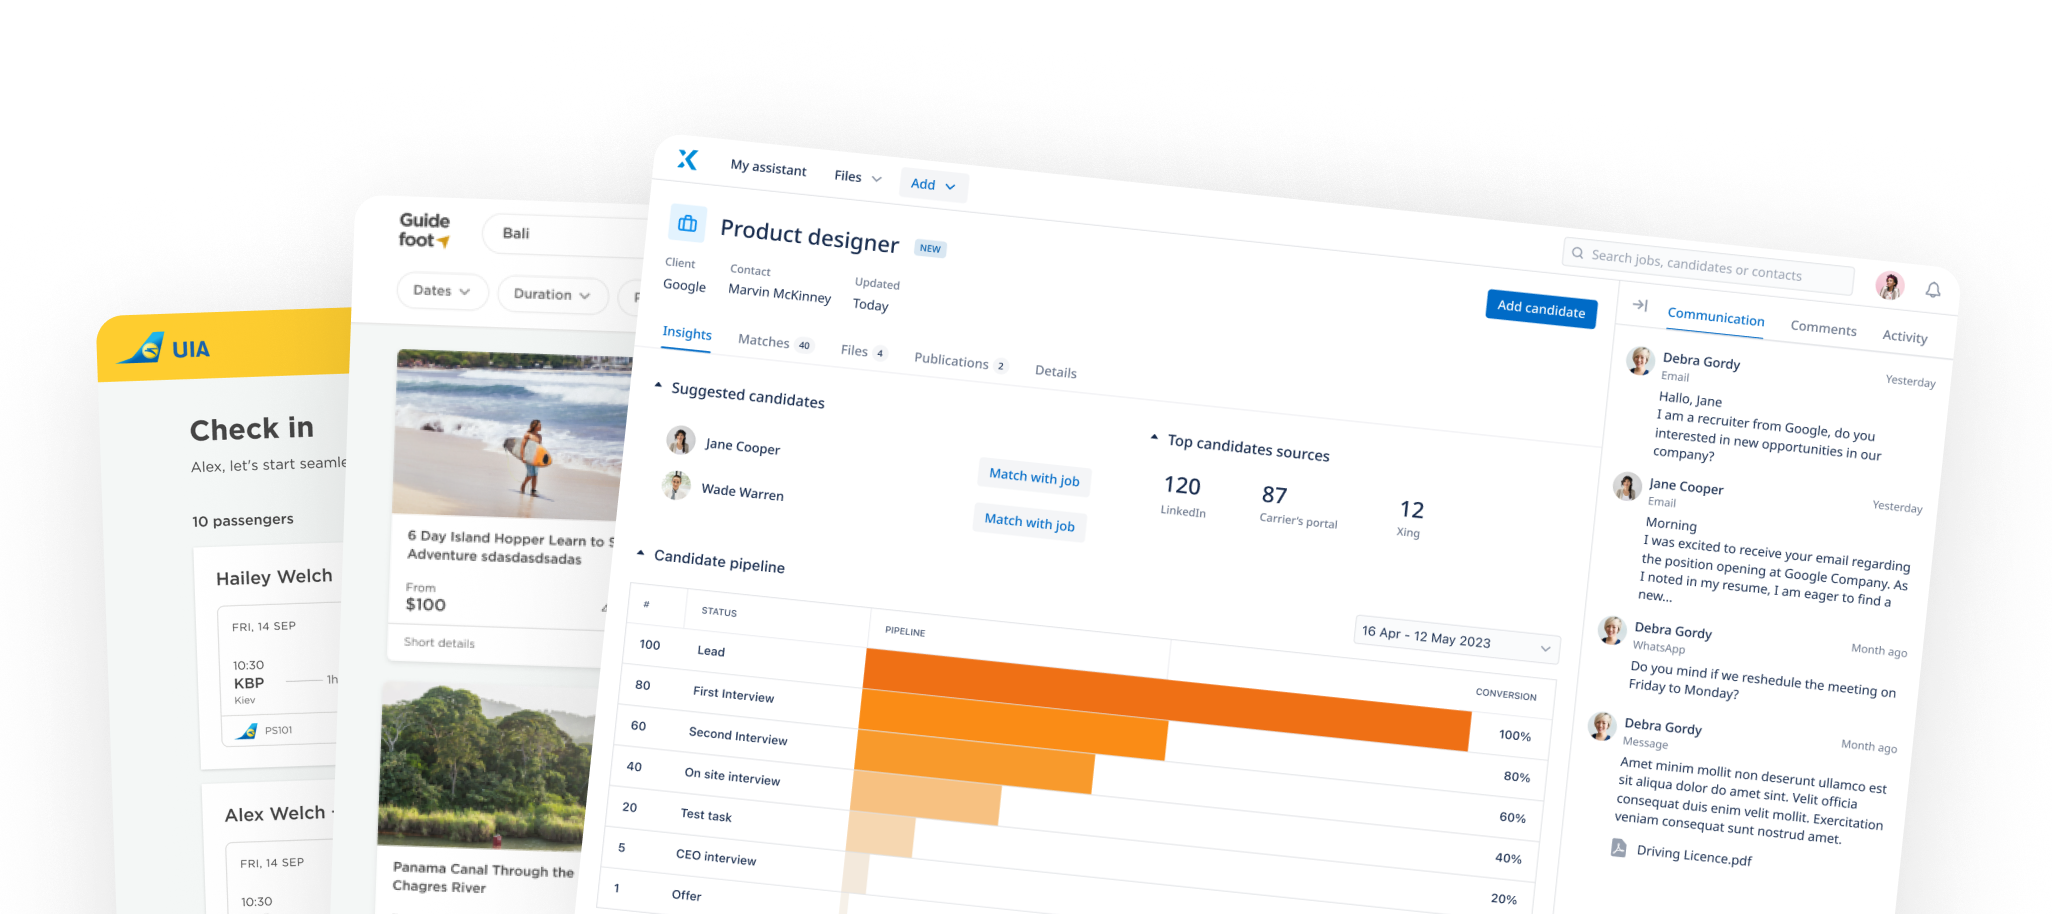 UIA
Check in
Alex, let's start
10 passengers
Hailey Welch
FRI, 14 SEP
10:30
KBP
1h
Kiev
PS101
Alex Welch
FRI, 14 SEP
10:30
Guide
foot
Bali
Dates
Duration
6 Day Island Hopper Learn to
Adventure sdasdasdsadas
From
$100
Short details
Panama Canal Through the
Chagres River
My assistant
Files
Add
Search jobs, candidates or contacts
Product designer
NEW
Client
Google
Contact
Marvin McKinney
Updated
Today
Add candidate
Insights
Matches 40
Files 4
Publications 2
Details
Suggested candidates
Jane Cooper
Match with job
Wade Warren
Match with job
Top candidates sources
120
LinkedIn
87
Carrier's portal
12
Xing
Candidate pipeline
16 Apr - 12 May 2023
# STATUS PIPELINE CONVERSION
100 Lead 100%
80 First Interview 80%
60 Second Interview 60%
40 On site interview 40%
20 Test task 20%
5 CEO interview
1 Offer
Communication
Comments
Activity
Debra Gordy
Email
Yesterday
Hallo, Jane
I am a recruiter from Google, do you
interested in new opportunities in our
company?
Jane Cooper
Email
Yesterday
Morning
I was excited to receive your email regarding
the position opening at Google Company. As
I noted in my resume, I am eager to find a
new...
Debra Gordy
WhatsApp
Month ago
Do you mind if we reshedule the meeting on
Friday to Monday?
Debra Gordy
Message
Month ago
Amet minim mollit non deserunt ullamco est
sit aliqua dolor do amet sint. Velit officia
consequat duis enim velit mollit. Exercitation
veniam consequat sunt nostrud amet.
Driving Licence.pdf